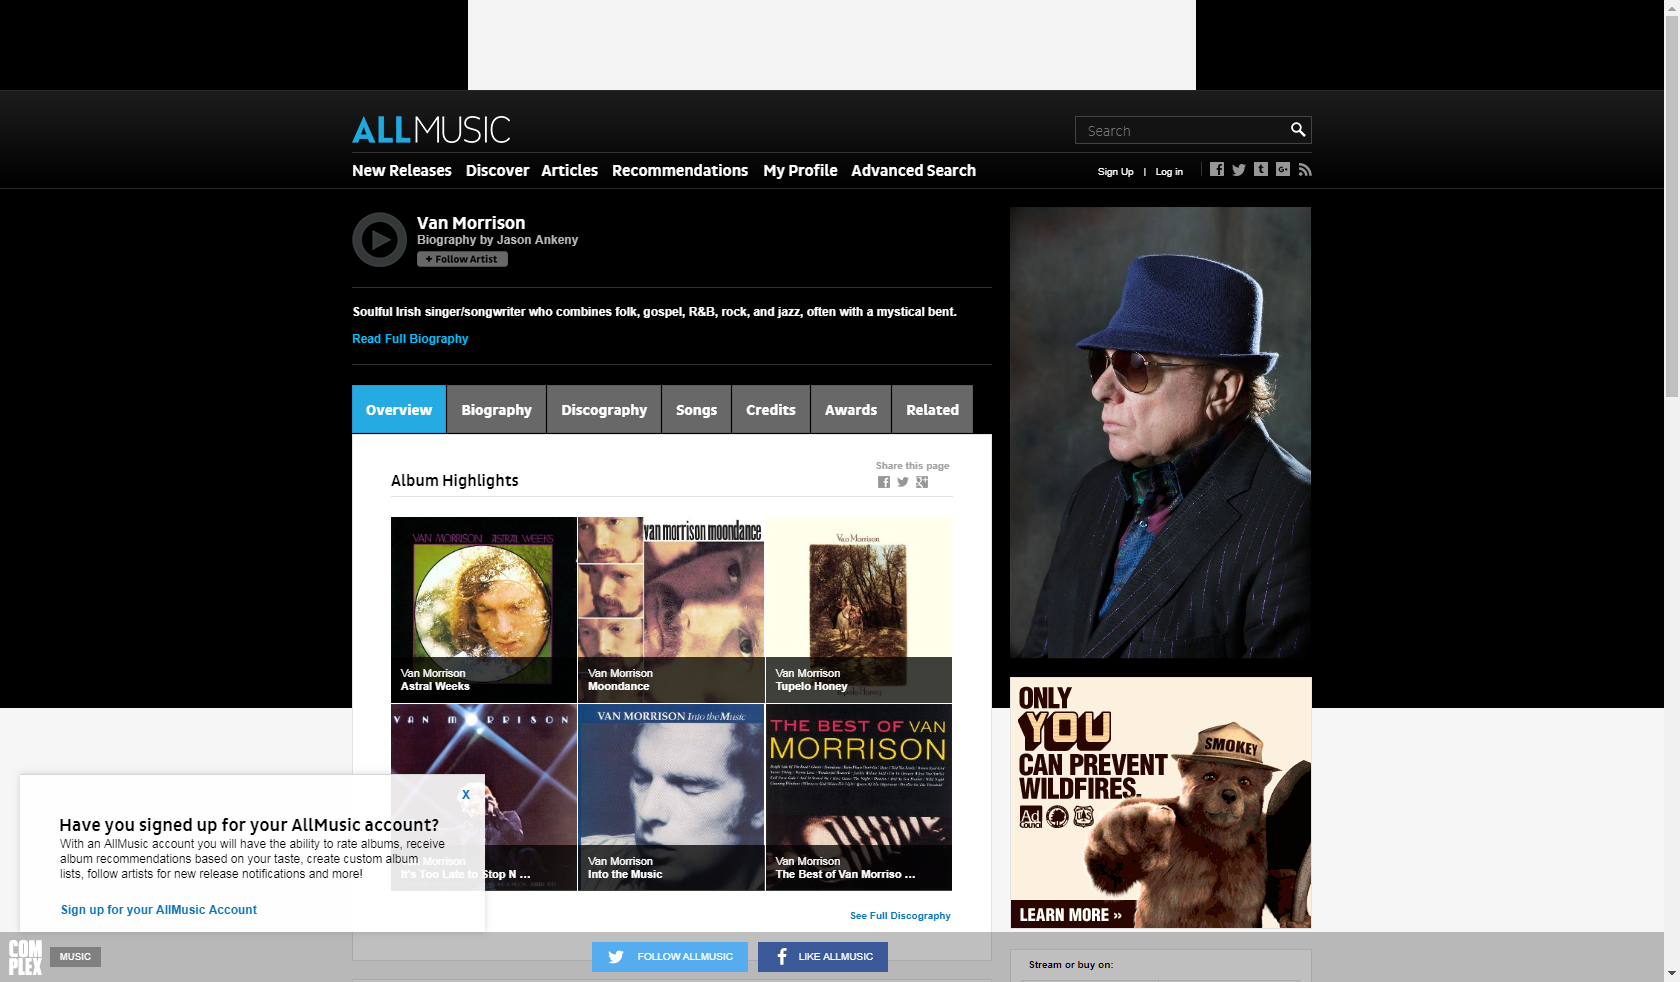 ALLMUSIC
Search
New Releases Discover Articles Recommendations My Profile Advanced Search
Sign Up | Log in
Van Morrison
Biography by Jason Ankeny
+ Follow Artist
Soulful Irish singer/songwriter who combines folk, gospel, R&B, rock, and jazz, often with a mystical bent.
Read Full Biography
Overview Biography Discography Songs Credits Awards Related
Album Highlights
Share this page
VAN MORRISON ASTRAL WEEKS
van morrison moondance
Van Morrison
Van Morrison
Astral Weeks
Van Morrison
Moondance
Van Morrison
Tupelo Honey
VAN MORRISON
VAN MORRISON Into the Music
THE BEST OF VAN
MORRISON
Morrison
It's Too Late to Stop N ...
Van Morrison
Into the Music
Van Morrison
The Best of Van Morriso ...
See Full Discography
ONLY
YOU
CAN PREVENT
WILDFIRES.
SMOKEY
Ad
Council
LEARN MORE »
Stream or buy on:
X
Have you signed up for your AllMusic account?
With an AllMusic account you will have the ability to rate albums, receive
album recommendations based on your taste, create custom album
lists, follow artists for new release notifications and more!
Sign up for your AllMusic Account
COM
PLEX
MUSIC
FOLLOW ALLMUSIC
LIKE ALLMUSIC